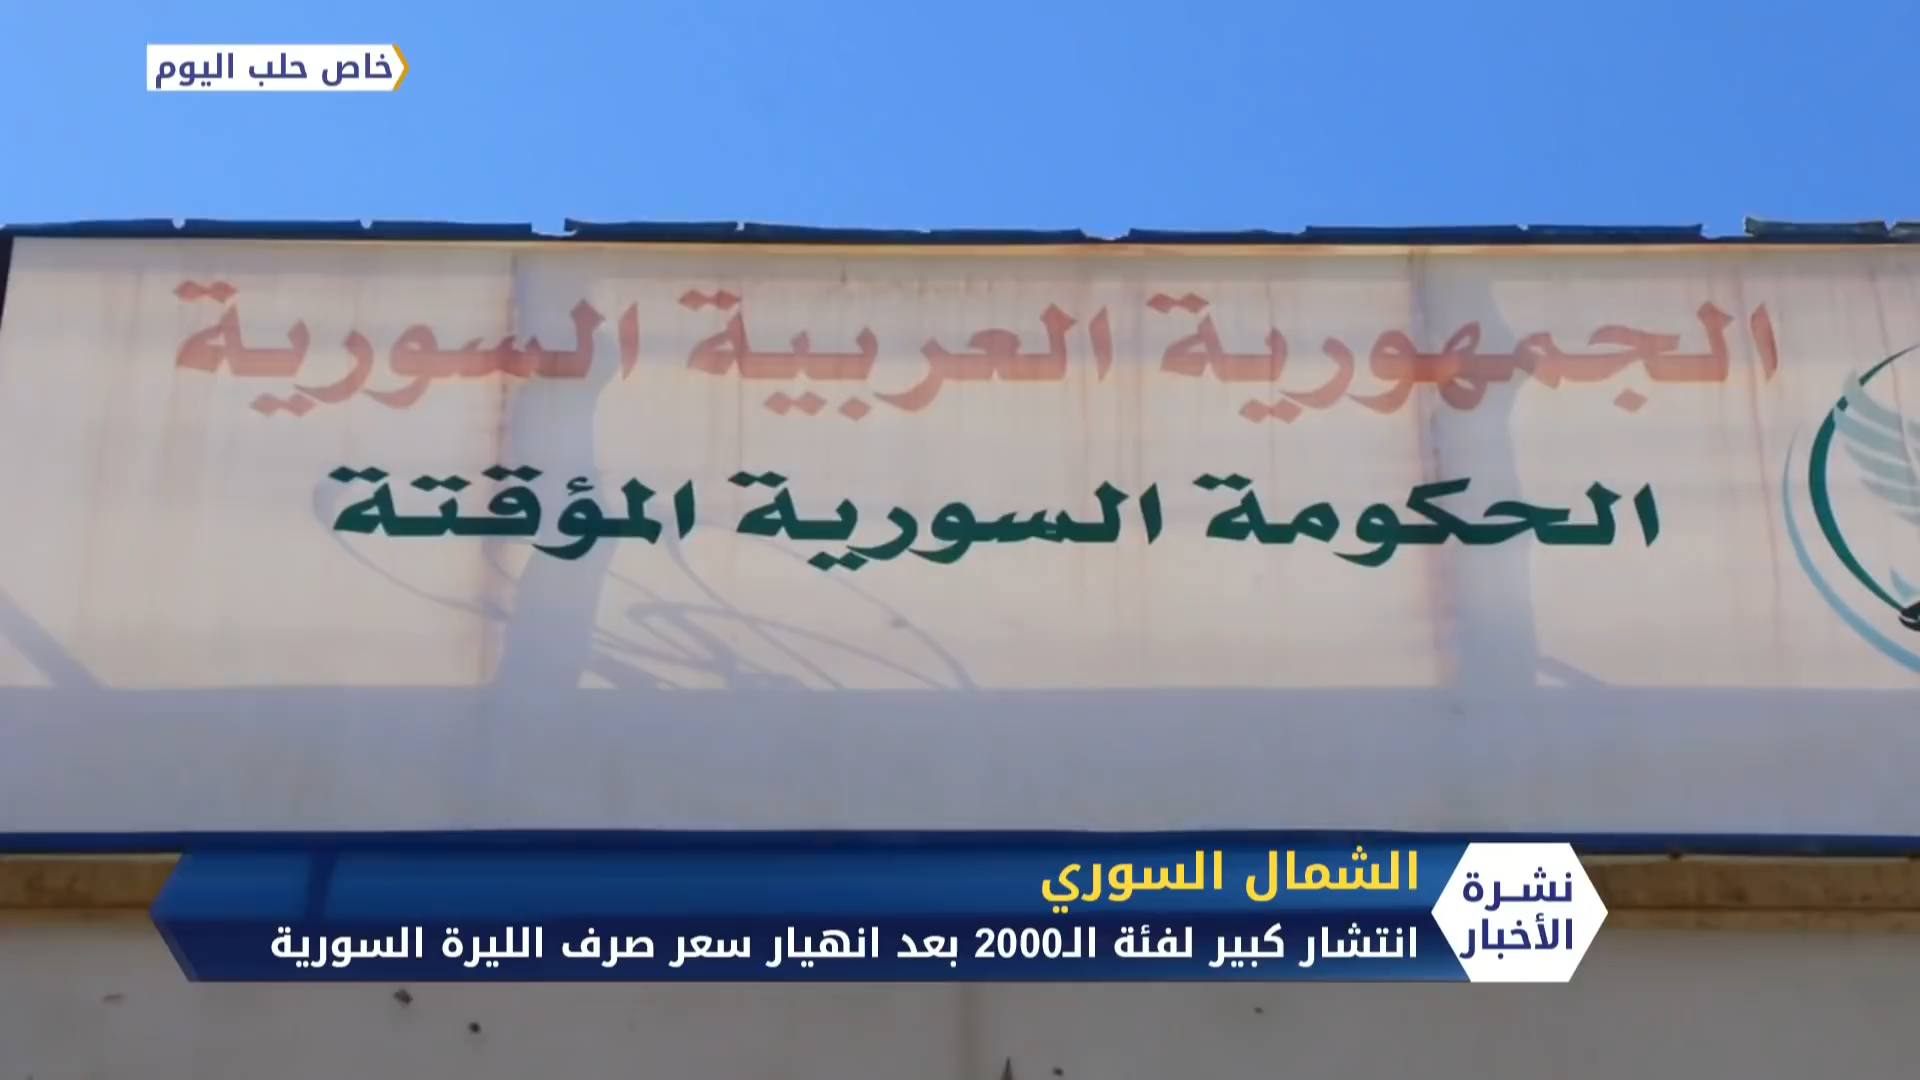 خاص حلب اليوم
الجمهورية العربية السورية
الحكومة السورية المؤقتة
الشمال السوري
انتشار كبير لفئة الـ2000 بعد انهيار سعر صرف الليرة السورية
نشرة
الأخبار